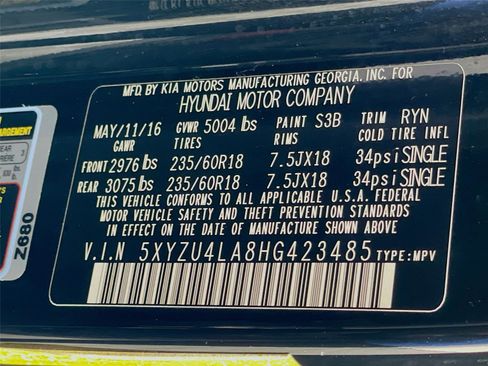 MFD. BY KIA MOTORS MANUFACTURING GEORGIA, INC. FOR
HYUNDAI MOTOR COMPANY
MAY/11/16 GVWR 5004 lbs PAINT S3B TRIM RYN
GAWR RIMS COLD TIRE INFL
FRONT 2976 lbs 235/60R18 7.5JX18 34psi SINGLE
REAR 3075 lbs 235/60R18 7.5JX18 34psi SINGLE
THIS VEHICLE CONFORMS TO ALL APPLICABLE U.S.A. FEDERAL
MOTOR VEHICLE SAFETY AND THEFT PREVENTION STANDARDS
IN EFFECT ON THE DATE OF MANUFACTURE SHOWN ABOVE.
V.I.N 5XYZU4LA8HG423485 TYPE: MPV
Z680